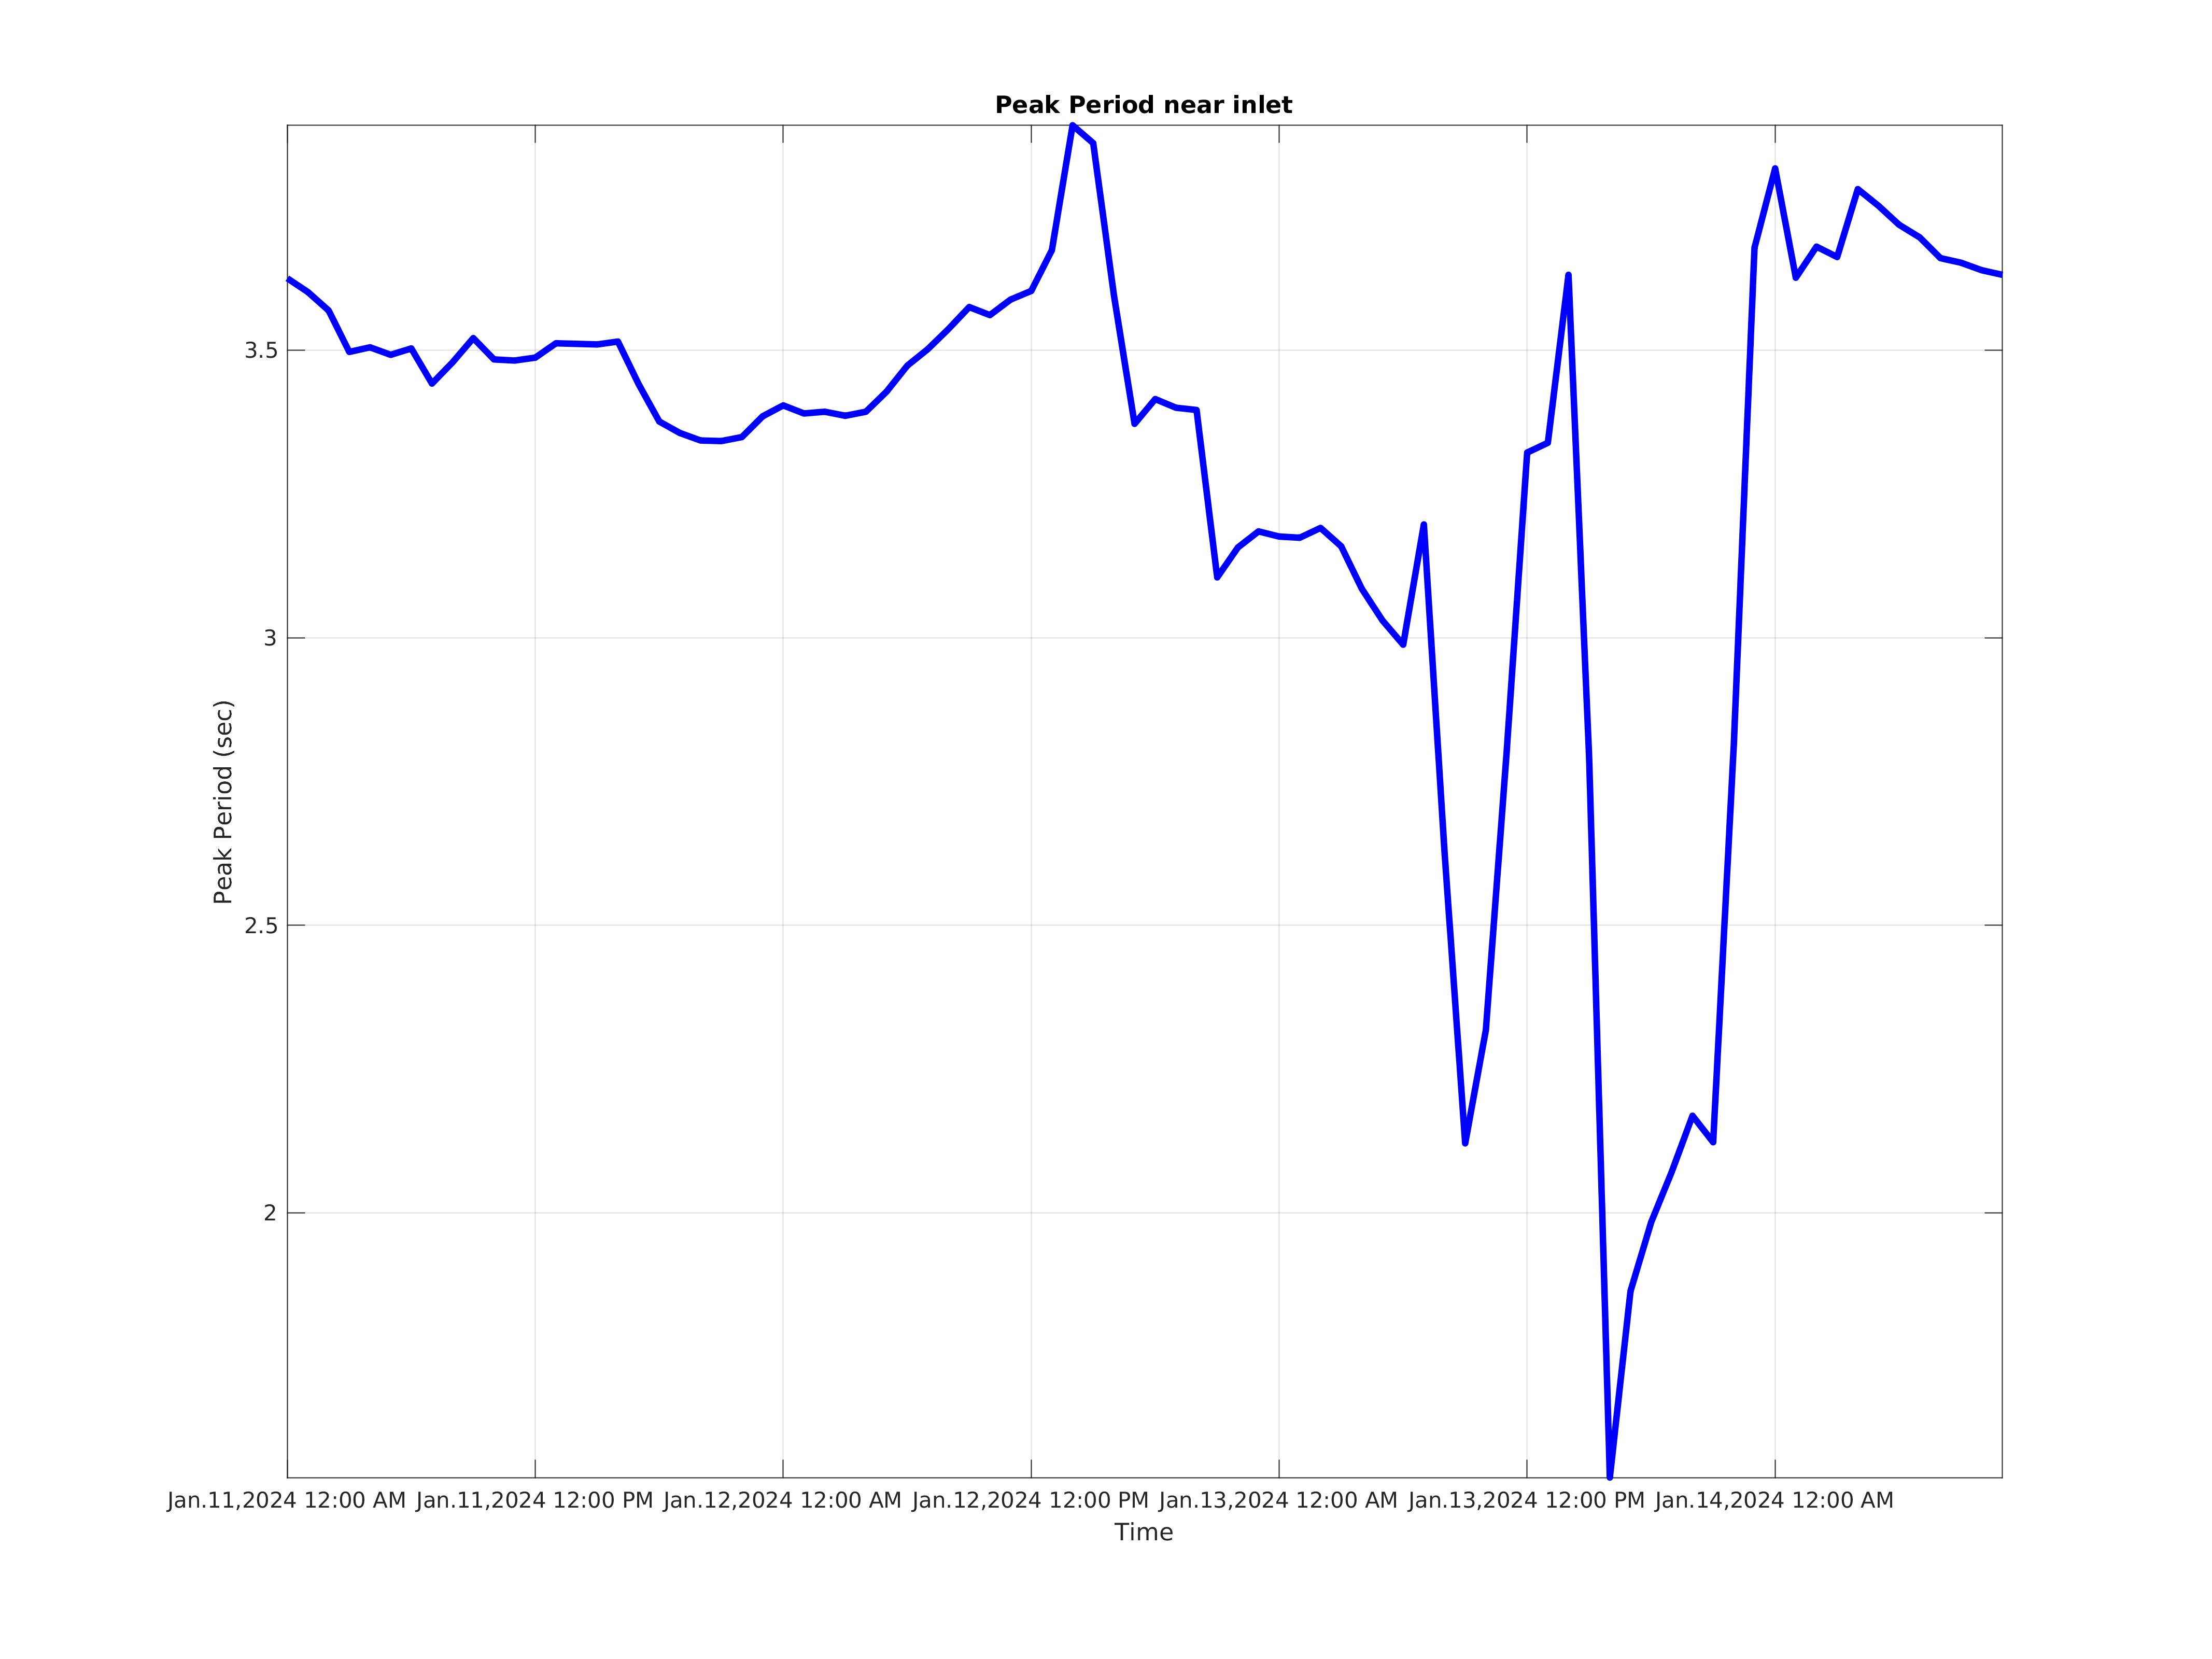 Peak Period near inlet
Peak Period (sec)
3.5
3
2.5
2
Jan.11,2024 12:00 AM Jan.11,2024 12:00 PM Jan.12,2024 12:00 AM Jan.12,2024 12:00 PM Jan.13,2024 12:00 AM Jan.13,2024 12:00 PM Jan.14,2024 12:00 AM
Time